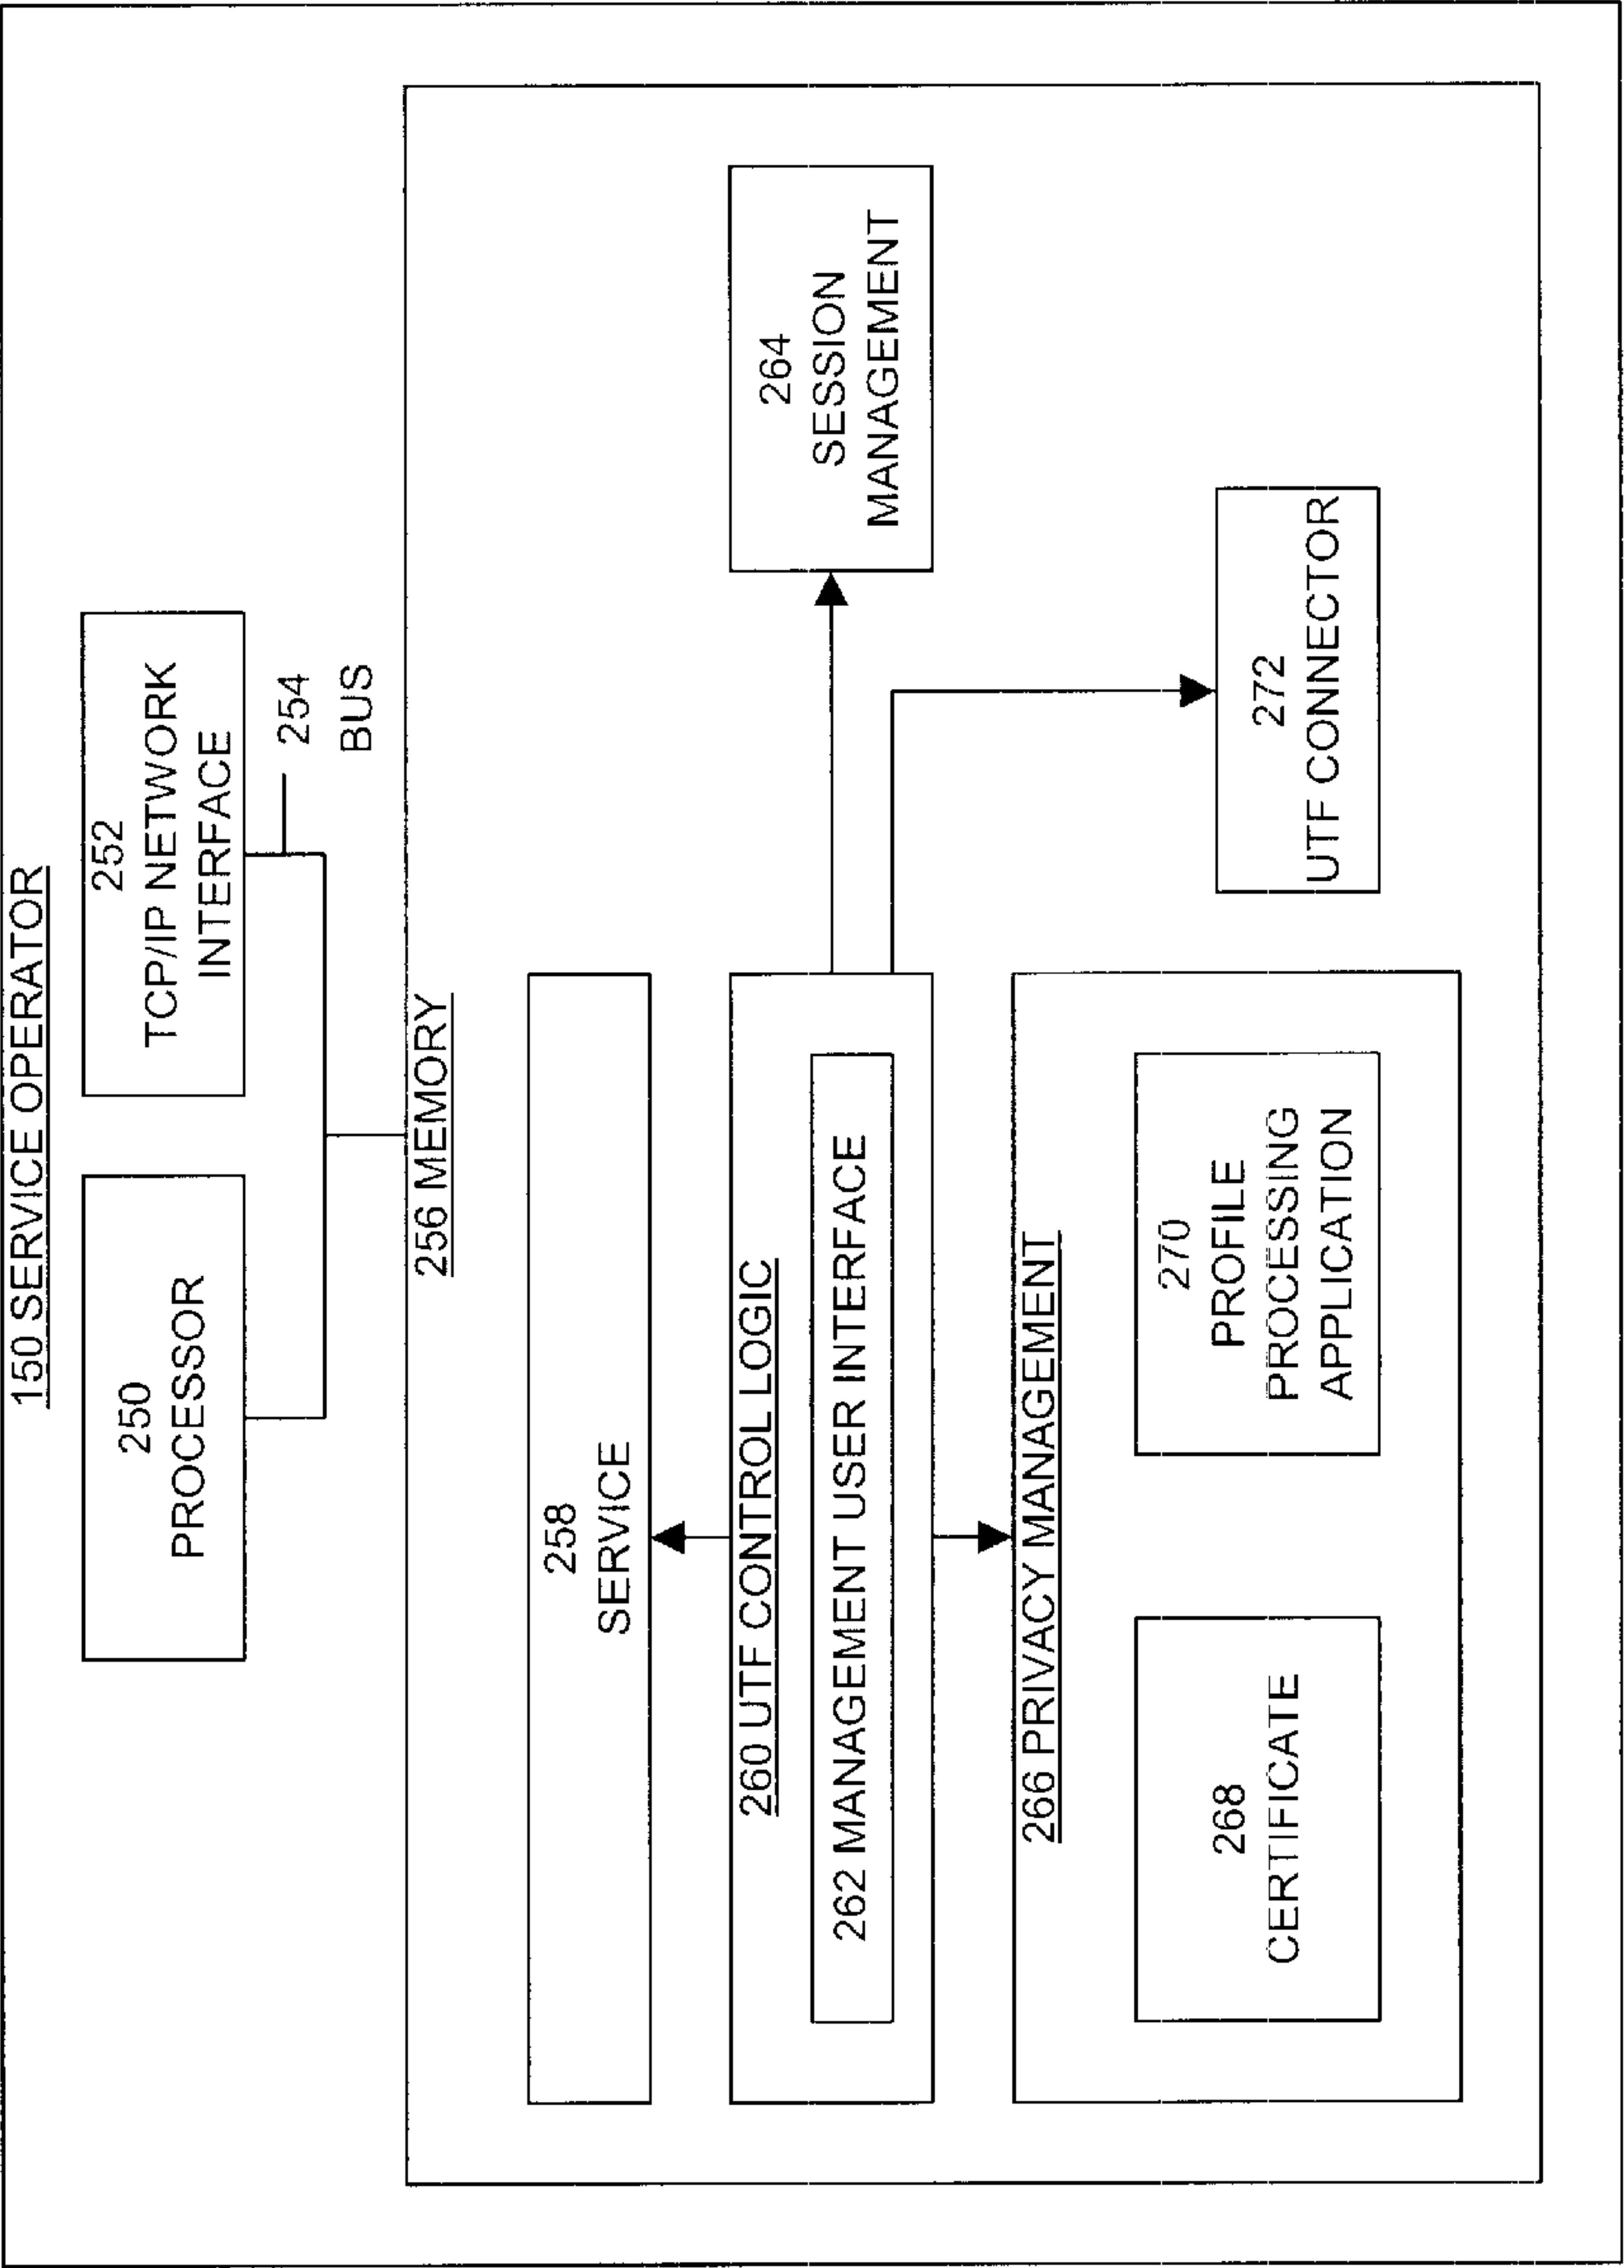 150 SERVICE OPERATOR
250
PROCESSOR
252
TCP/IP NETWORK
INTERFACE
254
BUS
256 MEMORY
258
SERVICE
260 UTF CONTROL LOGIC
262 MANAGEMENT USER INTERFACE
264
SESSION
MANAGEMENT
266 PRIVACY MANAGEMENT
268
CERTIFICATE
270
PROFILE
PROCESSING
APPLICATION
272
UTF CONNECTOR